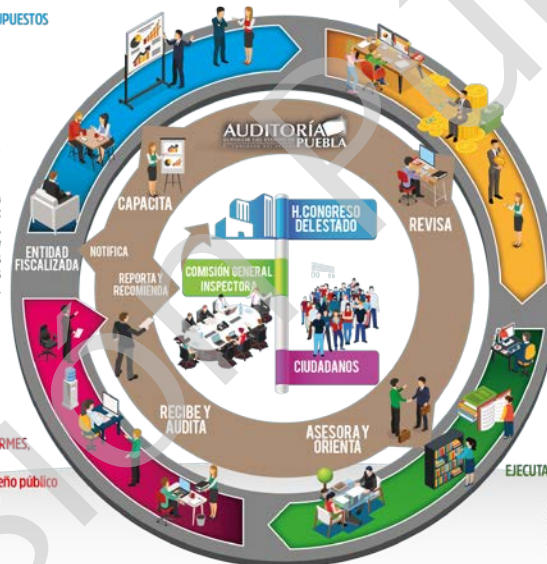 UPUESTOS
AUDITORÍA
PUEBLA
CAPACITA
REVISA
H. CONGRESO
DEL ESTADO
ENTIDAD
FISCALIZADA
NOTIFICA
REPORTA Y
RECOMIENDA
COMISIÓN GENERAL
INSPECTORA
CIUDADANOS
RECIBE Y
AUDITA
ASESORA Y
ORIENTA
RMES,
eño público
EJECUTA